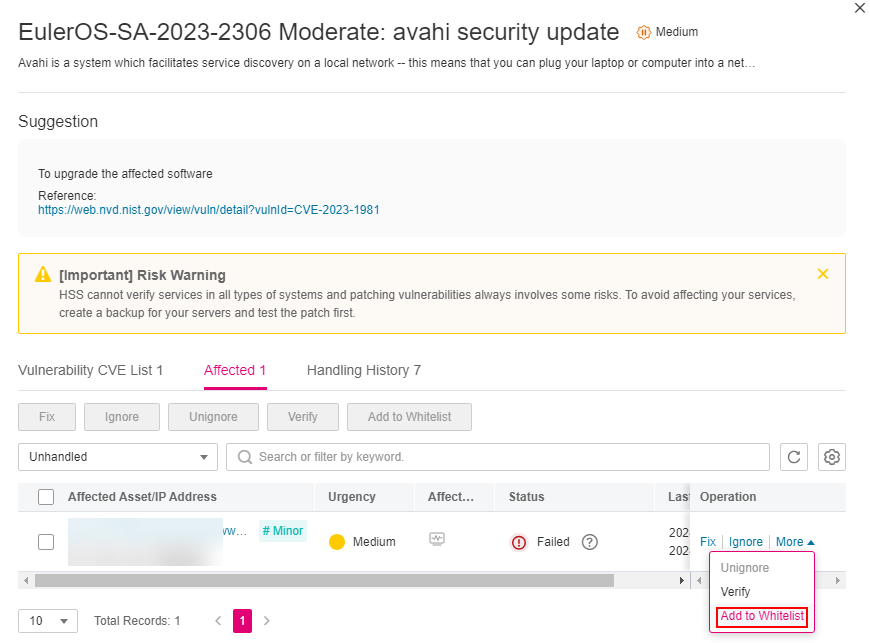 EulerOS-SA-2023-2306 Moderate: avahi security update
Medium
Avahi is a system which facilitates service discovery on a local network -- this means that you can plug your laptop or computer into a net…
Suggestion
To upgrade the affected software
Reference:
https://web.nvd.nist.gov/view/vuln/detail?vulnId=CVE-2023-1981
[Important] Risk Warning
HSS cannot verify services in all types of systems and patching vulnerabilities always involves some risks. To avoid affecting your services,
create a backup for your servers and test the patch first.
Vulnerability CVE List 1 Affected 1 Handling History 7
Fix Ignore Unignore Verify Add to Whitelist
Unhandled Search or filter by keyword.
Affected Asset/IP Address Urgency Affect… Status Last Operation
# Minor Medium Failed Fix Ignore More
202
202
Unignore
Verify
Add to Whitelist
10 Total Records: 1 1